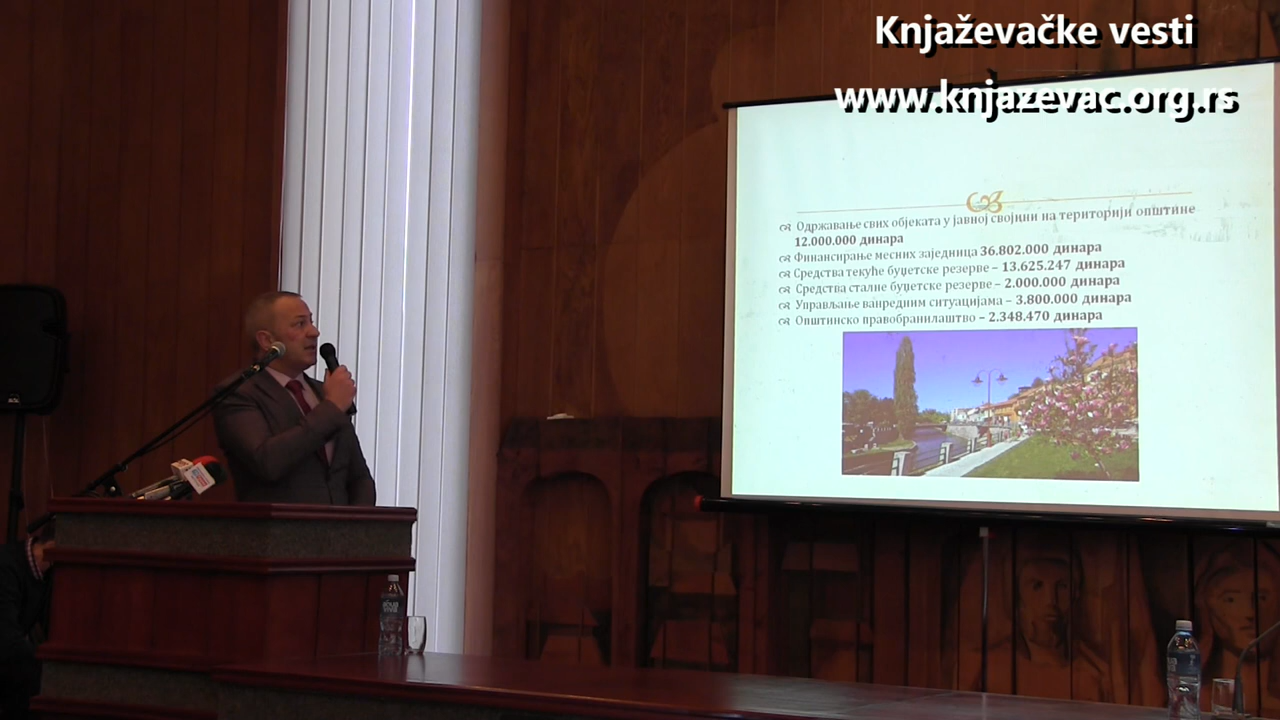 Knjaževačke vesti
www.knjazevac.org.rs
Одржавање свих објеката у јавној својини на територији општине
12.000.000 динара
Финансирање месних заједница 36.802.000 динара
Средства текуће буџетске резерве – 13.625.247 динара
Средства сталне буџетске резерве – 2.000.000 динара
Управљање ванредним ситуацијама – 3.800.000 динара
Општинско правобранилаштво – 2.348.470 динара